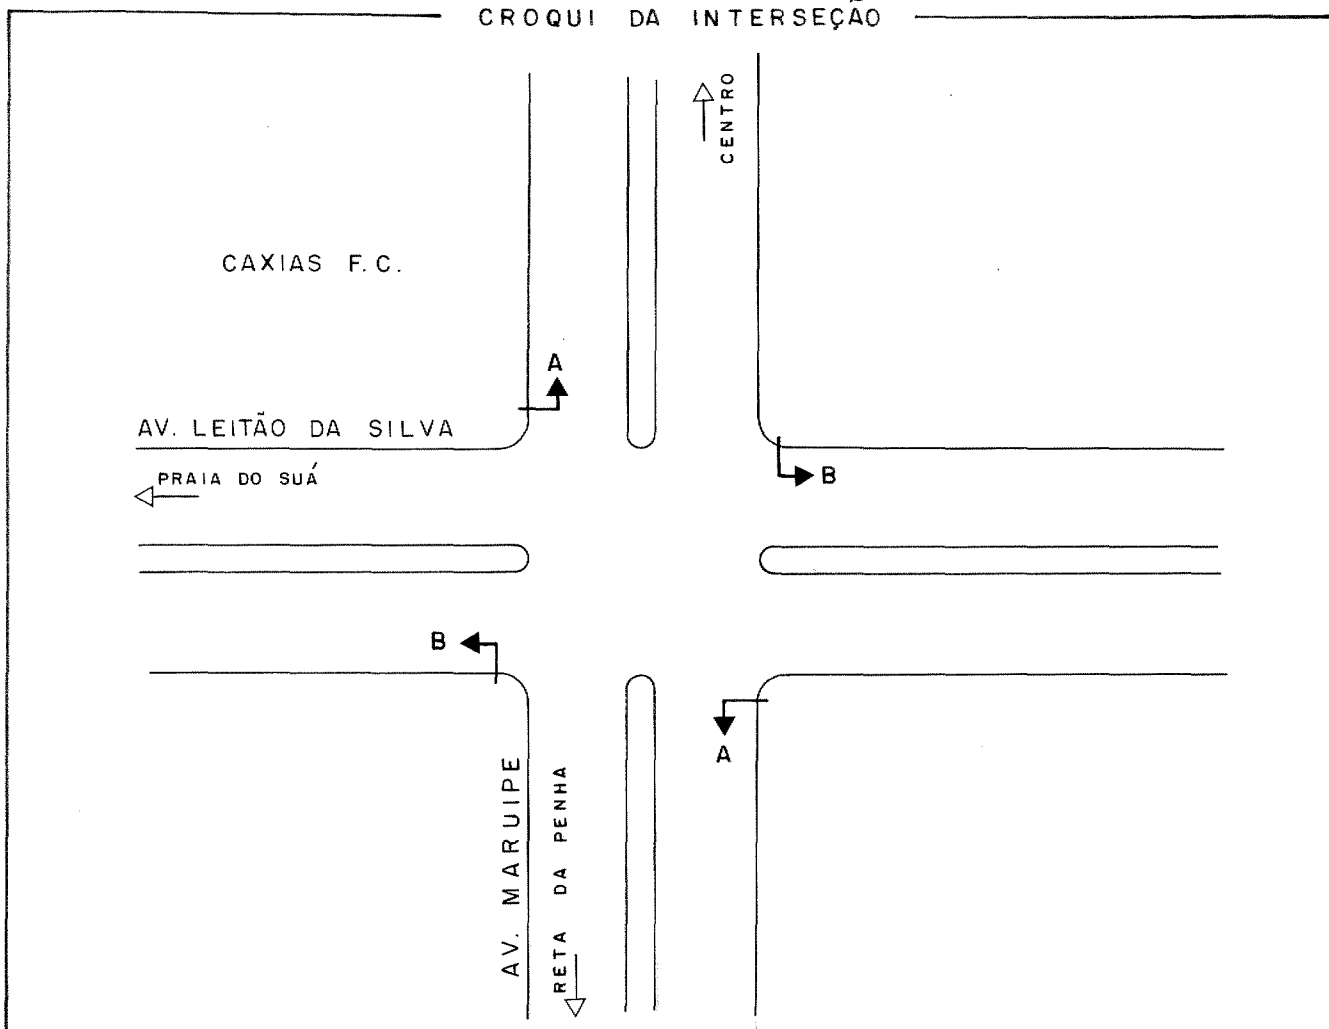 CROQUI DA INTERSEÇÃO
CENTRO
CAXIAS F.C.
A
AV. LEITÃO DA SILVA
PRAIA DO SUÁ
B
B
A
AV. MARUIPE
RETA DA PENHA